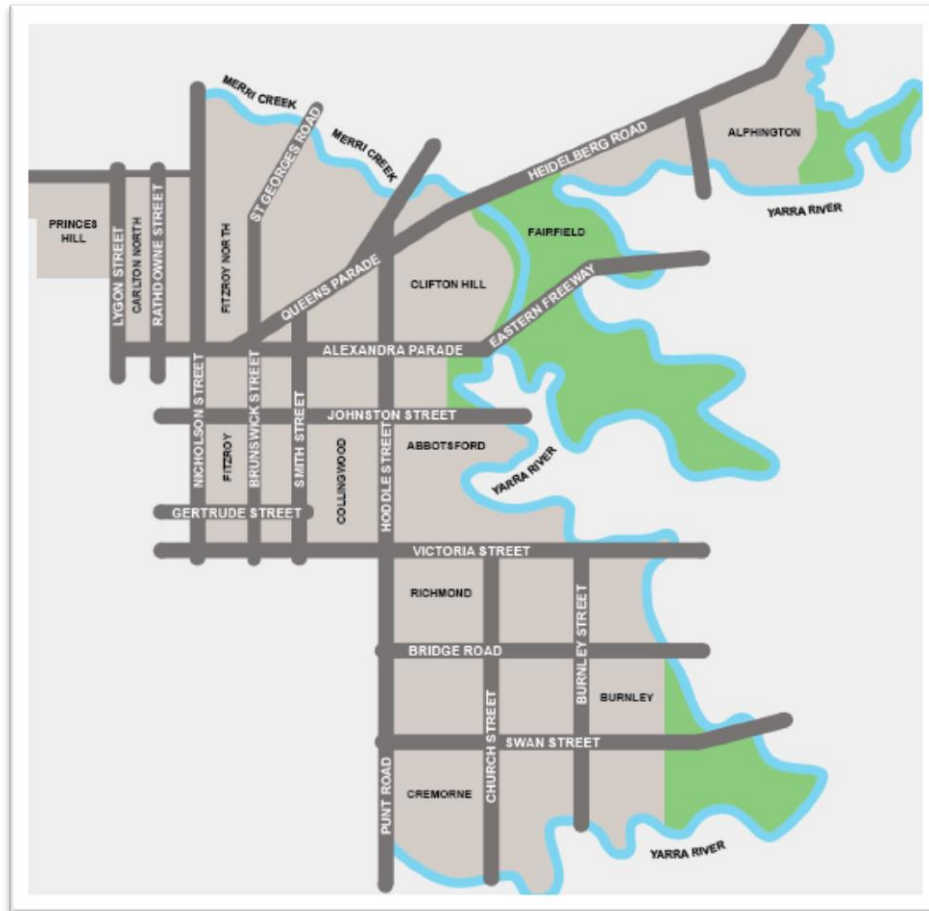 MERRI CREEK
ST GEORGES ROAD
MERRI CREEK
HEIDELBERG ROAD
ALPHINGTON
YARRA RIVER
PRINCES
HILL
LYGON STREET
CARLTON NORTH
RATHDOWNE STREET
FITZROY NORTH
QUEENS PARADE
CLIFTON HILL
FAIRFIELD
EASTERN FREEWAY
ALEXANDRA PARADE
NICHOLSON STREET
FITZROY
BRUNSWICK STREET
SMITH STREET
JOHNSTON STREET
COLLINGWOOD
HODDLE STREET
ABBOTSFORD
YARRA RIVER
GERTRUDE STREET
VICTORIA STREET
RICHMOND
BURNLEY STREET
BRIDGE ROAD
BURNLEY
CHURCH STREET
SWAN STREET
PUNT ROAD
CREMORNE
YARRA RIVER